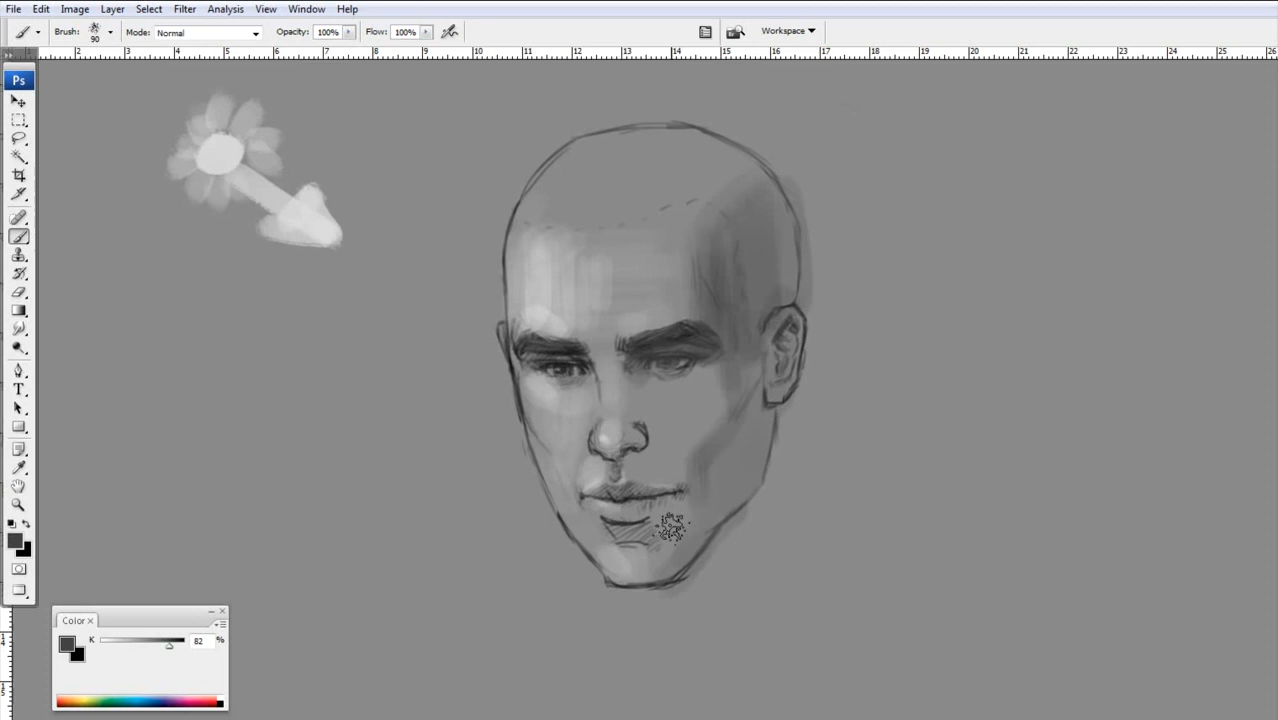 File Edit Image Layer Select Filter Analysis View Window Help
Brush: 90 Mode: Normal Opacity: 100% Flow: 100% Workspace
2 3 4 5 6 7 8 9 10 11 12 13 14 15 16 17 18 19 20 21 22 23 24 25 26
Ps
T
Color
K 82 %